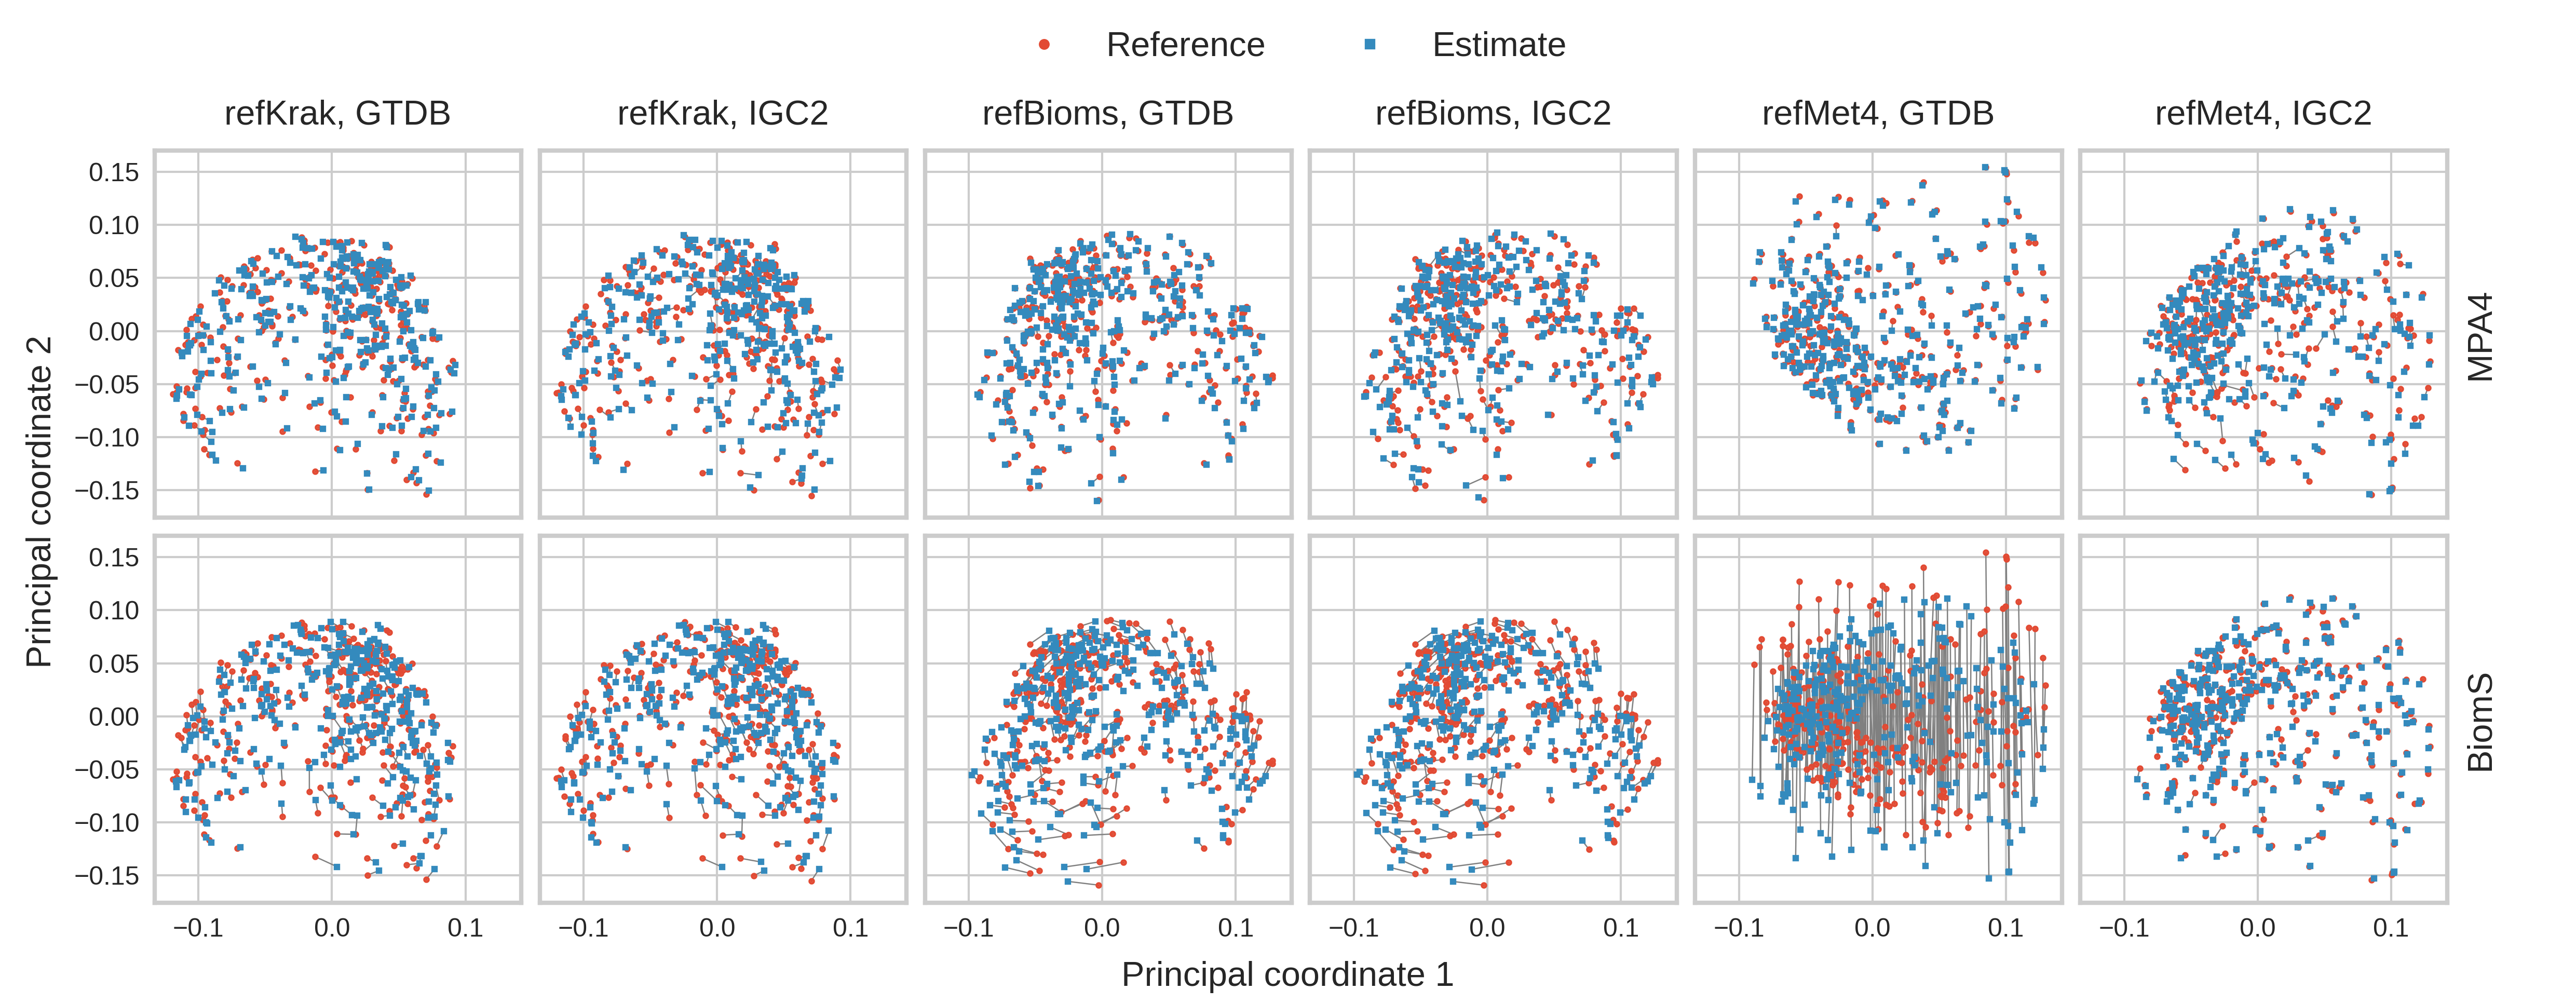 Reference Estimate
refKrak, GTDB refKrak, IGC2 refBioms, GTDB refBioms, IGC2 refMet4, GTDB refMet4, IGC2
0.15
0.10
0.05
0.00
−0.05
−0.10
−0.15
MPA4
Principal coordinate 2
0.15
0.10
0.05
0.00
−0.05
−0.10
−0.15
BiomS
−0.1 0.0 0.1 −0.1 0.0 0.1 −0.1 0.0 0.1 −0.1 0.0 0.1 −0.1 0.0 0.1 −0.1 0.0 0.1
Principal coordinate 1